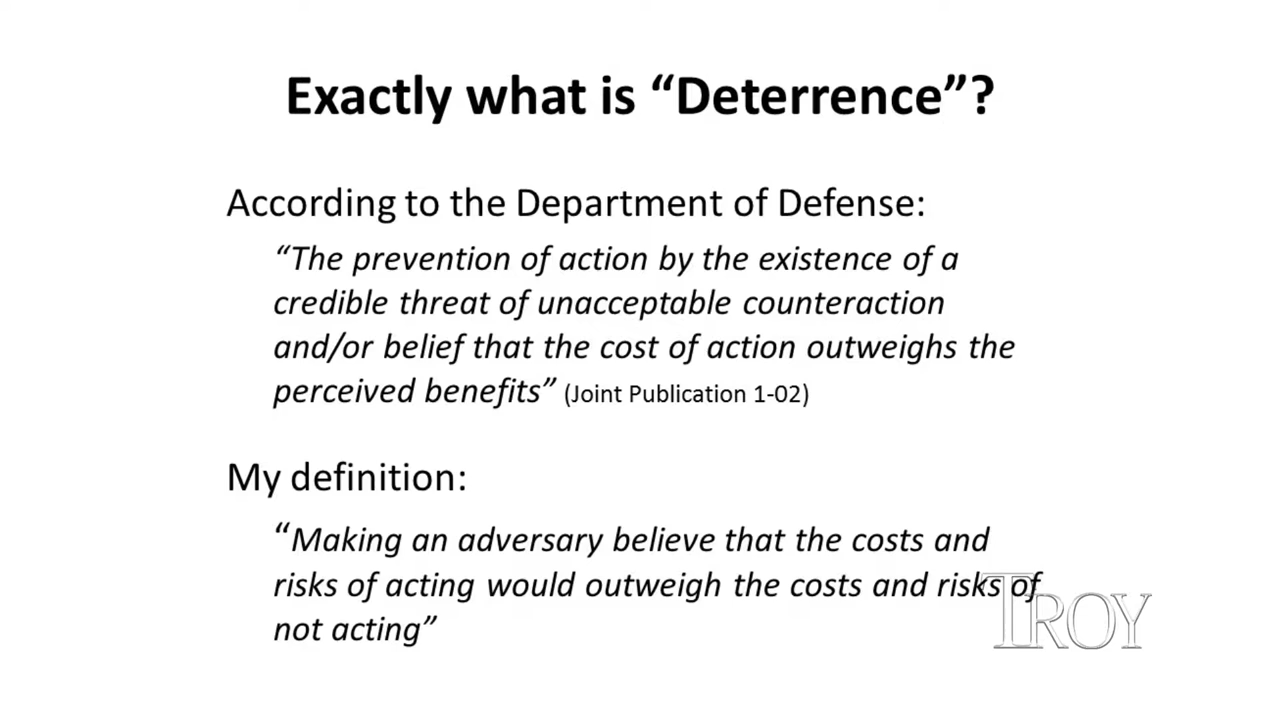 Exactly what is “Deterrence”?
According to the Department of Defense:
“The prevention of action by the existence of a
credible threat of unacceptable counteraction
and/or belief that the cost of action outweighs the
perceived benefits” (Joint Publication 1-02)
My definition:
“Making an adversary believe that the costs and
risks of acting would outweigh the costs and risks of
not acting”
TROY